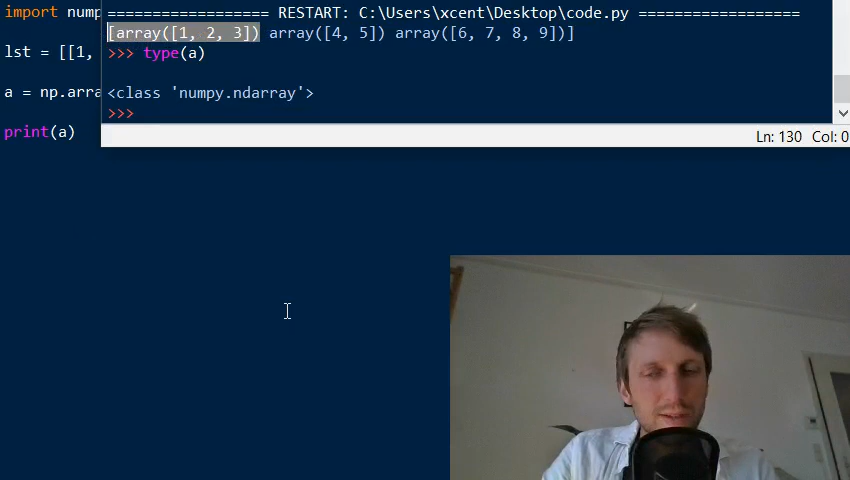 import nump
lst = [[1,
a = np.arra
print(a)
================== RESTART: C:\Users\xcent\Desktop\code.py ==================
[array([1, 2, 3]) array([4, 5]) array([6, 7, 8, 9])]
>>> type(a)
<class 'numpy.ndarray'>
>>>
Ln: 130 Col: 0